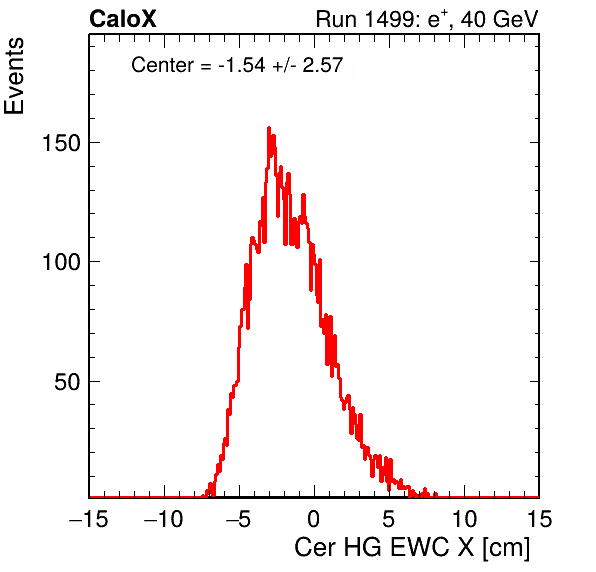 CaloX Run 1499: e+, 40 GeV
Events
Center = -1.54 +/- 2.57
150
100
50
−15 −10 −5 0 5 10 15
Cer HG EWC X [cm]